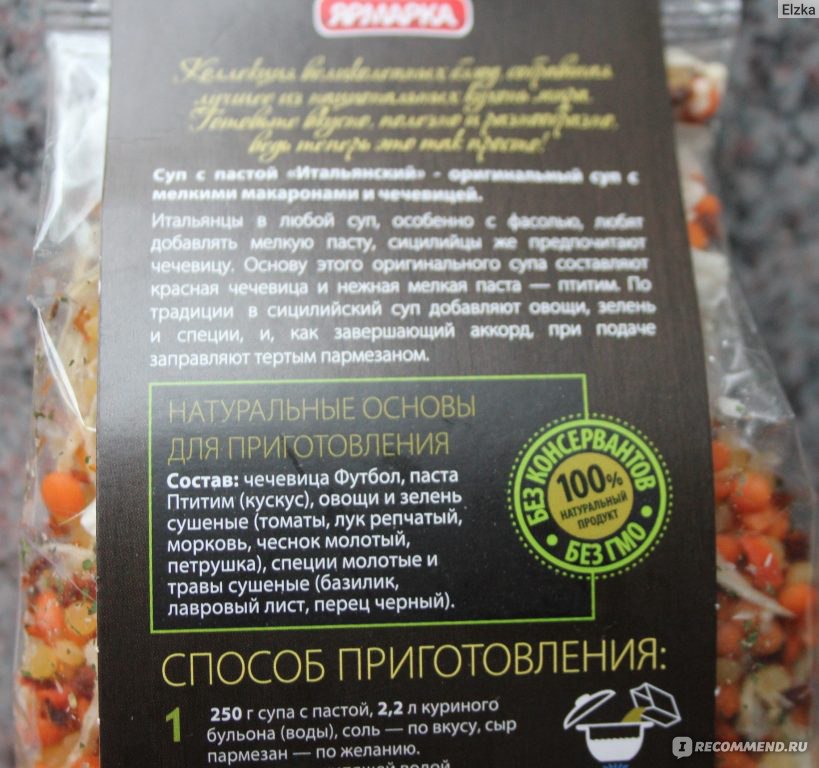 Elzka
ЯРМАРКА
Коллекция великолепных блюд, собравшая
лучшее из национальных кухонь мира.
Готовьте вкусно, полезно и разнообразно,
ведь теперь это так просто!
Суп с пастой «Итальянский» - оригинальный суп с
мелкими макаронами и чечевицей.
Итальянцы в любой суп, особенно с фасолью, любят
добавлять мелкую пасту, сицилийцы же предпочитают
чечевицу. Основу этого оригинального супа составляют
красная чечевица и нежная мелкая паста — птитим. По
традиции в сицилийский суп добавляют овощи, зелень
и специи, и, как завершающий аккорд, при подаче
заправляют тертым пармезаном.
НАТУРАЛЬНЫЕ ОСНОВЫ
ДЛЯ ПРИГОТОВЛЕНИЯ
Состав: чечевица Футбол, паста
Птитим (кускус), овощи и зелень
сушеные (томаты, лук репчатый,
морковь, чеснок молотый,
петрушка), специи молотые и
травы сушеные (базилик,
лавровый лист, перец черный).
БЕЗ КОНСЕРВАНТОВ
100%
НАТУРАЛЬНЫЙ
ПРОДУКТ
• БЕЗ ГМО •
СПОСОБ ПРИГОТОВЛЕНИЯ:
1
250 г супа с пастой, 2,2 л куриного
бульона (воды), соль — по вкусу, сыр
пармезан — по желанию.
I RECOMMEND.RU